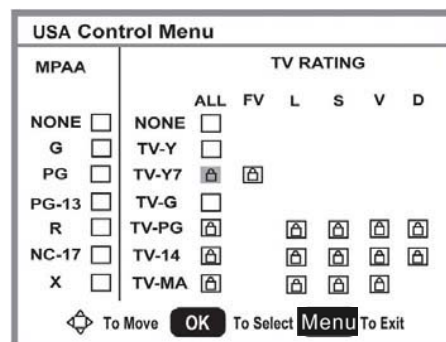 USA Control Menu
MPAA TV RATING
ALL FV L S V D
NONE NONE
G TV-Y
PG TV-Y7
PG-13 TV-G
R TV-PG
NC-17 TV-14
X TV-MA
To Move OK To Select Menu To Exit